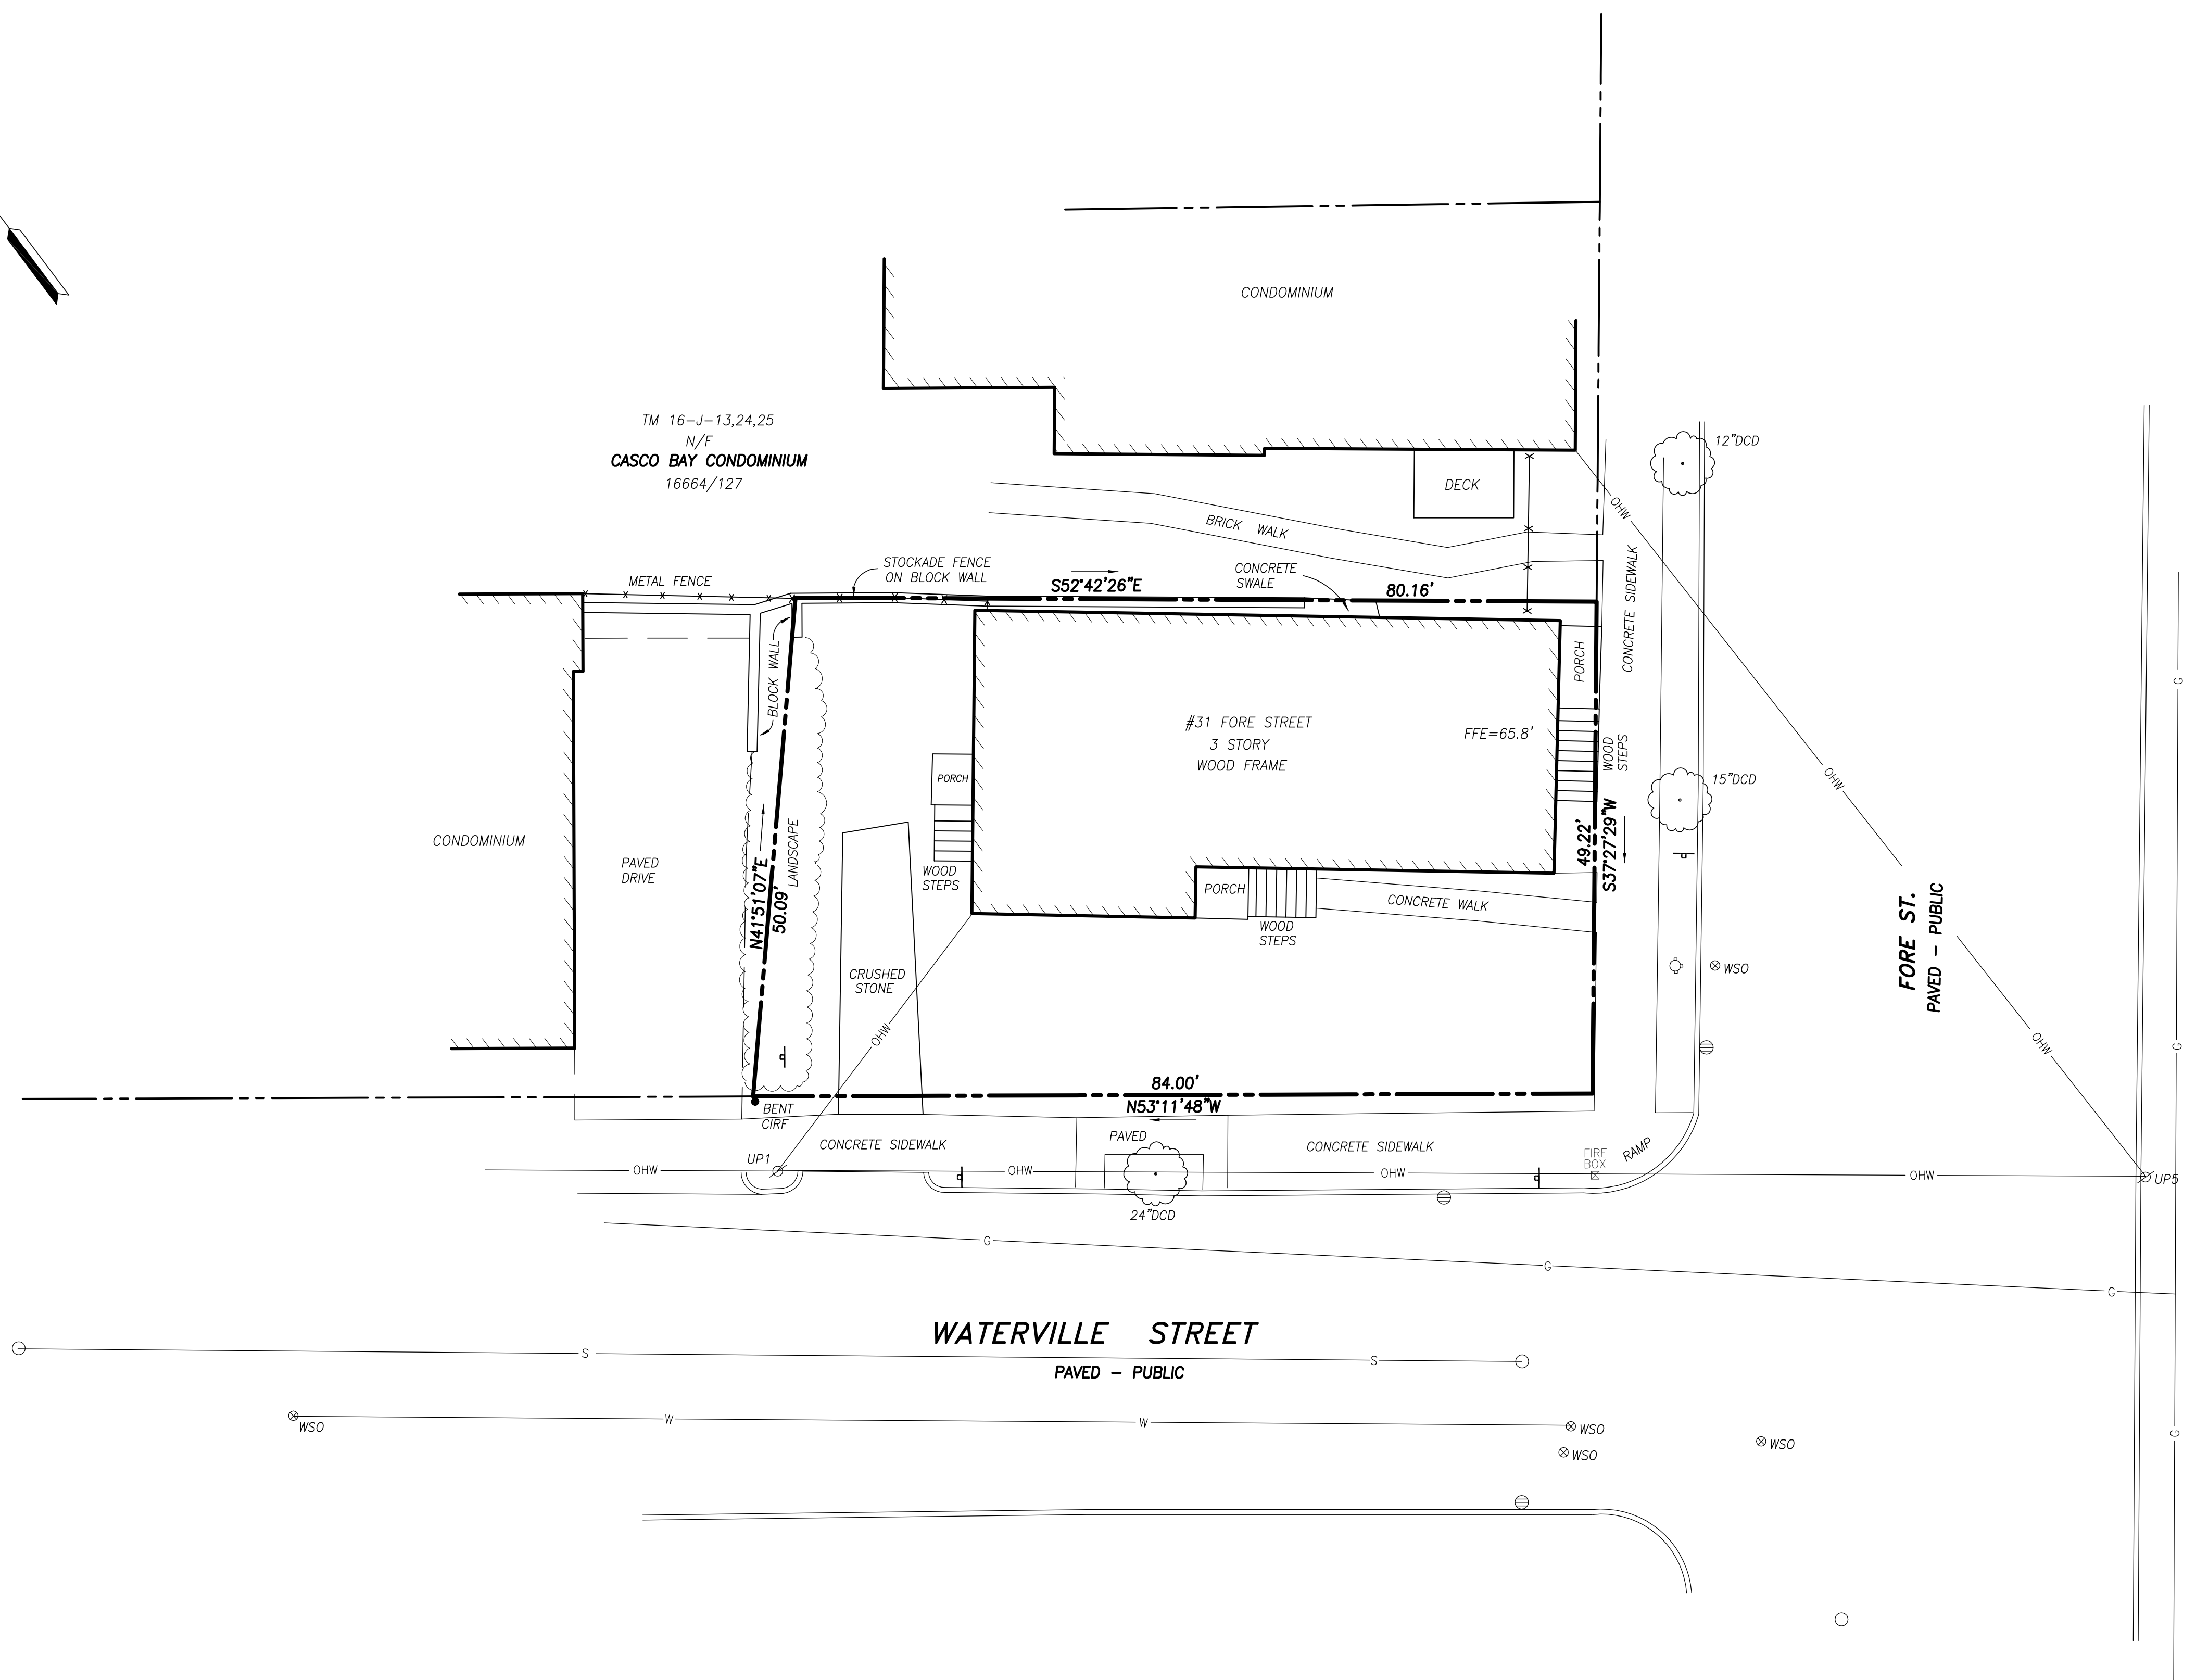 CONDOMINIUM
TM 16-J-13,24,25
N/F
CASCO BAY CONDOMINIUM
16664/127
12"DCD
DECK
OHW
BRICK WALK
STOCKADE FENCE
ON BLOCK WALL
METAL FENCE
S52°42'26"E
CONCRETE
SWALE
80.16'
CONCRETE SIDEWALK
BLOCK WALL
PORCH
#31 FORE STREET
3 STORY
WOOD FRAME
FFE=65.8'
WOOD
STEPS
OHW
15"DCD
PORCH
CONDOMINIUM
PAVED
DRIVE
N41°51'07"E
50.09'
LANDSCAPE
WOOD
STEPS
49.22'
S37°27'29"W
PORCH
CONCRETE WALK
WOOD
STEPS
FORE ST.
PAVED - PUBLIC
CRUSHED
STONE
WSO
OHW
OHW
84.00'
N53°11'48"W
BENT
CIRF
CONCRETE SIDEWALK
PAVED
CONCRETE SIDEWALK
FIRE
BOX
RAMP
UP1
OHW
OHW
OHW
OHW
UP5
24"DCD
G
G
G
G
G
G
WATERVILLE STREET
S
S
PAVED - PUBLIC
W
W
WSO
WSO
WSO
WSO